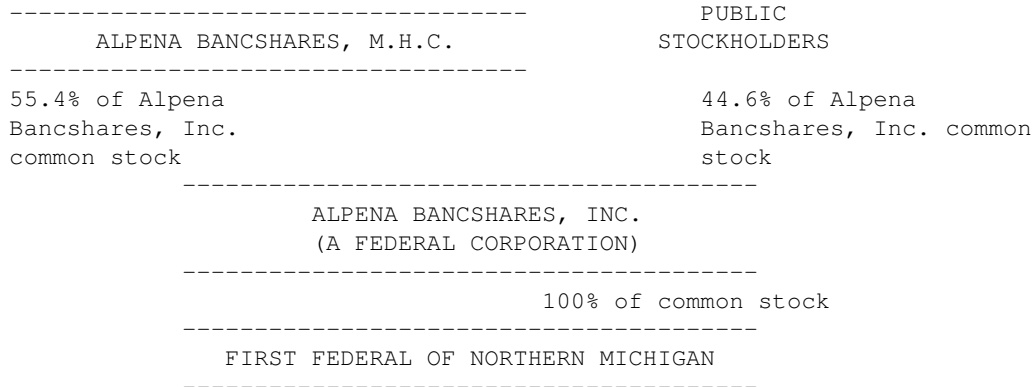 ------------------------------------ PUBLIC
ALPENA BANCSHARES, M.H.C. STOCKHOLDERS
------------------------------------
55.4% of Alpena 44.6% of Alpena
Bancshares, Inc. Bancshares, Inc. common
common stock stock
----------------------------------------
ALPENA BANCSHARES, INC.
(A FEDERAL CORPORATION)
----------------------------------------
100% of common stock
----------------------------------------
FIRST FEDERAL OF NORTHERN MICHIGAN
----------------------------------------